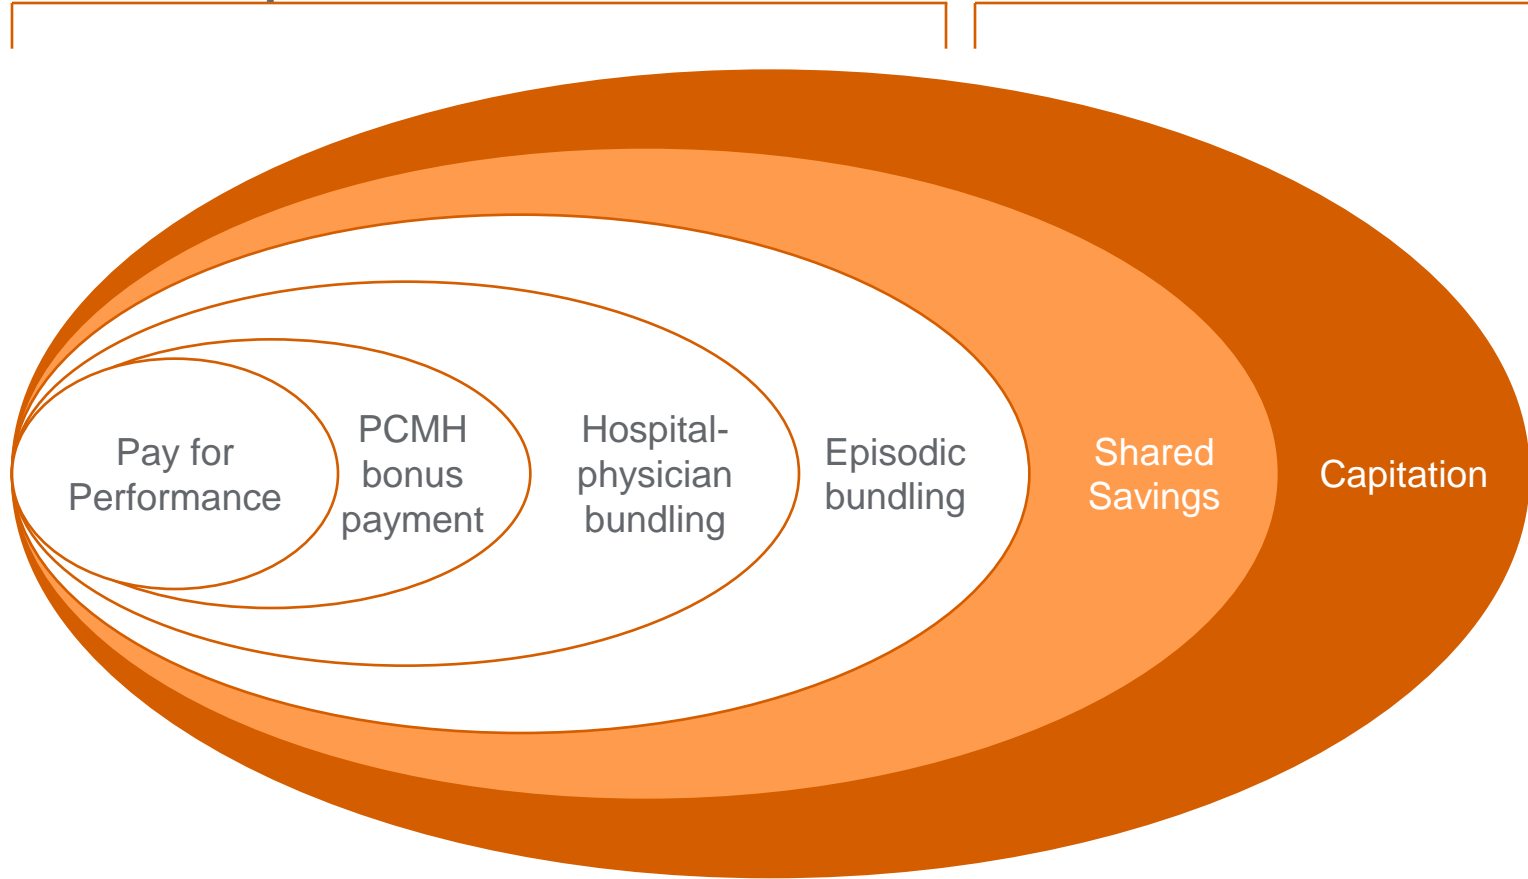 Pay for
Performance
PCMH
bonus
payment
Hospital-
physician
bundling
Episodic
bundling
Shared
Savings
Capitation